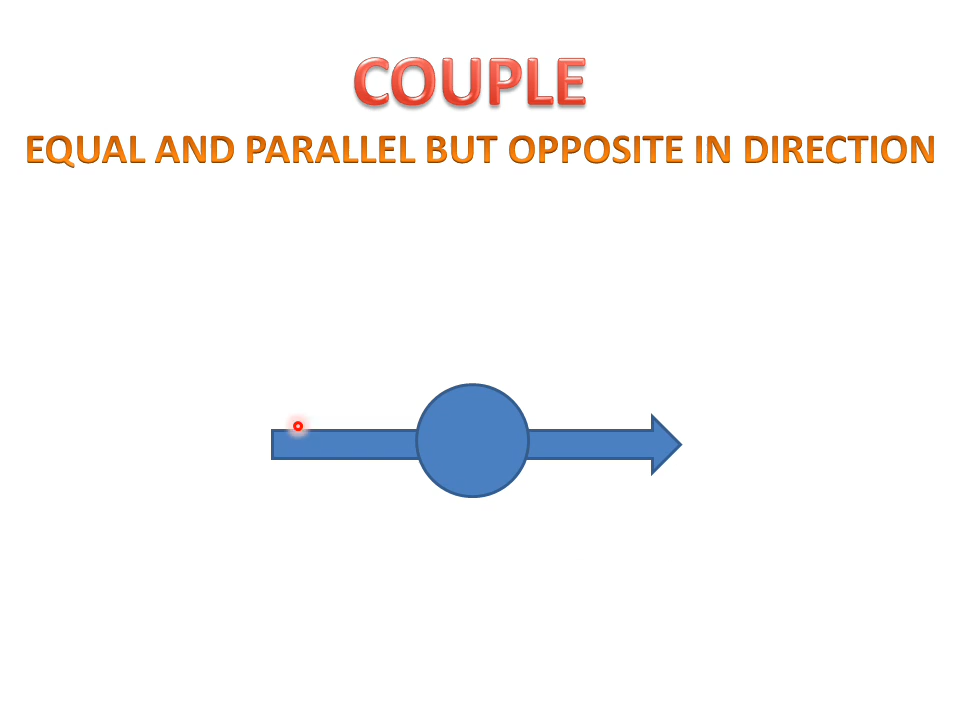 COUPLE
EQUAL AND PARALLEL BUT OPPOSITE IN DIRECTION